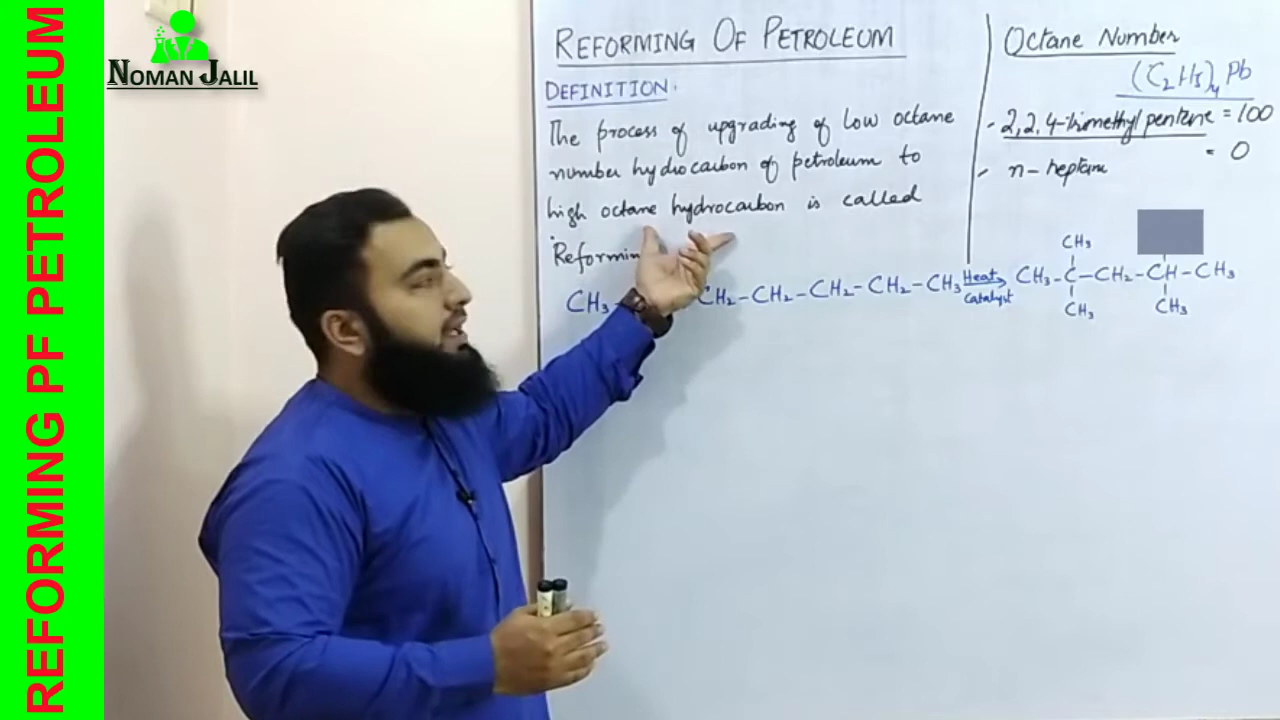 REFORMING PF PETROLEUM
NOMAN JALIL
REFORMING OF PETROLEUM
DEFINITION.
The process of upgrading of low octane
number hydrocarbon of petroleum to
high octane hydrocarbon is called
Reformin
CH₃ – CH₂–CH₂–CH₂–CH₂–CH₃ Heat Catalyst CH₃–C–CH₂–CH–CH₃
CH₃
CH₃ CH₃
Octane Number
(C₂H5)₄ Pb
- 2,2,4-trimethyl pentane = 100
- n-heptane = 0